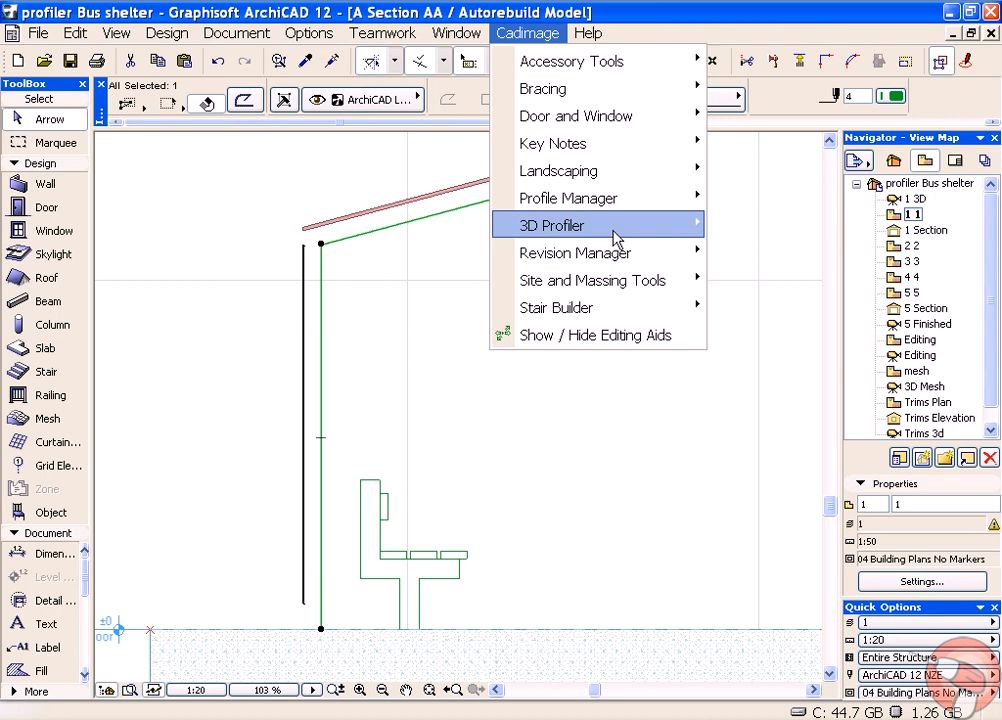 profiler Bus shelter - Graphisoft ArchiCAD 12 - [A Section AA / Autorebuild Model]
File Edit View Design Document Options Teamwork Window Cadimage Help
ToolBox
Select
Arrow
Marquee
Design
Wall
Door
Window
Skylight
Roof
Beam
Column
Slab
Stair
Railing
Mesh
Curtain...
Grid Ele...
Zone
Object
Document
Dimen...
Level ...
Detail ...
Text
Label
Fill
More
All Selected: 1
ArchiCAD L...
4
Accessory Tools
Bracing
Door and Window
Key Notes
Landscaping
Profile Manager
3D Profiler
Revision Manager
Site and Massing Tools
Stair Builder
Show / Hide Editing Aids
±0
oor
1:20
103 %
Navigator - View Map
profiler Bus shelter
1 3D
1 1
1 Section
2 2
3 3
4 4
5 5
5 Section
5 Finished
Editing
Editing
mesh
3D Mesh
Trims Plan
Trims Elevation
Trims 3d
Properties
1 1
1
1:50
04 Building Plans No Markers
Settings...
Quick Options
1
1:20
Entire Structure
ArchiCAD 12 NZE
04 Building Plans No Ma...
C: 44.7 GB 1.26 GB